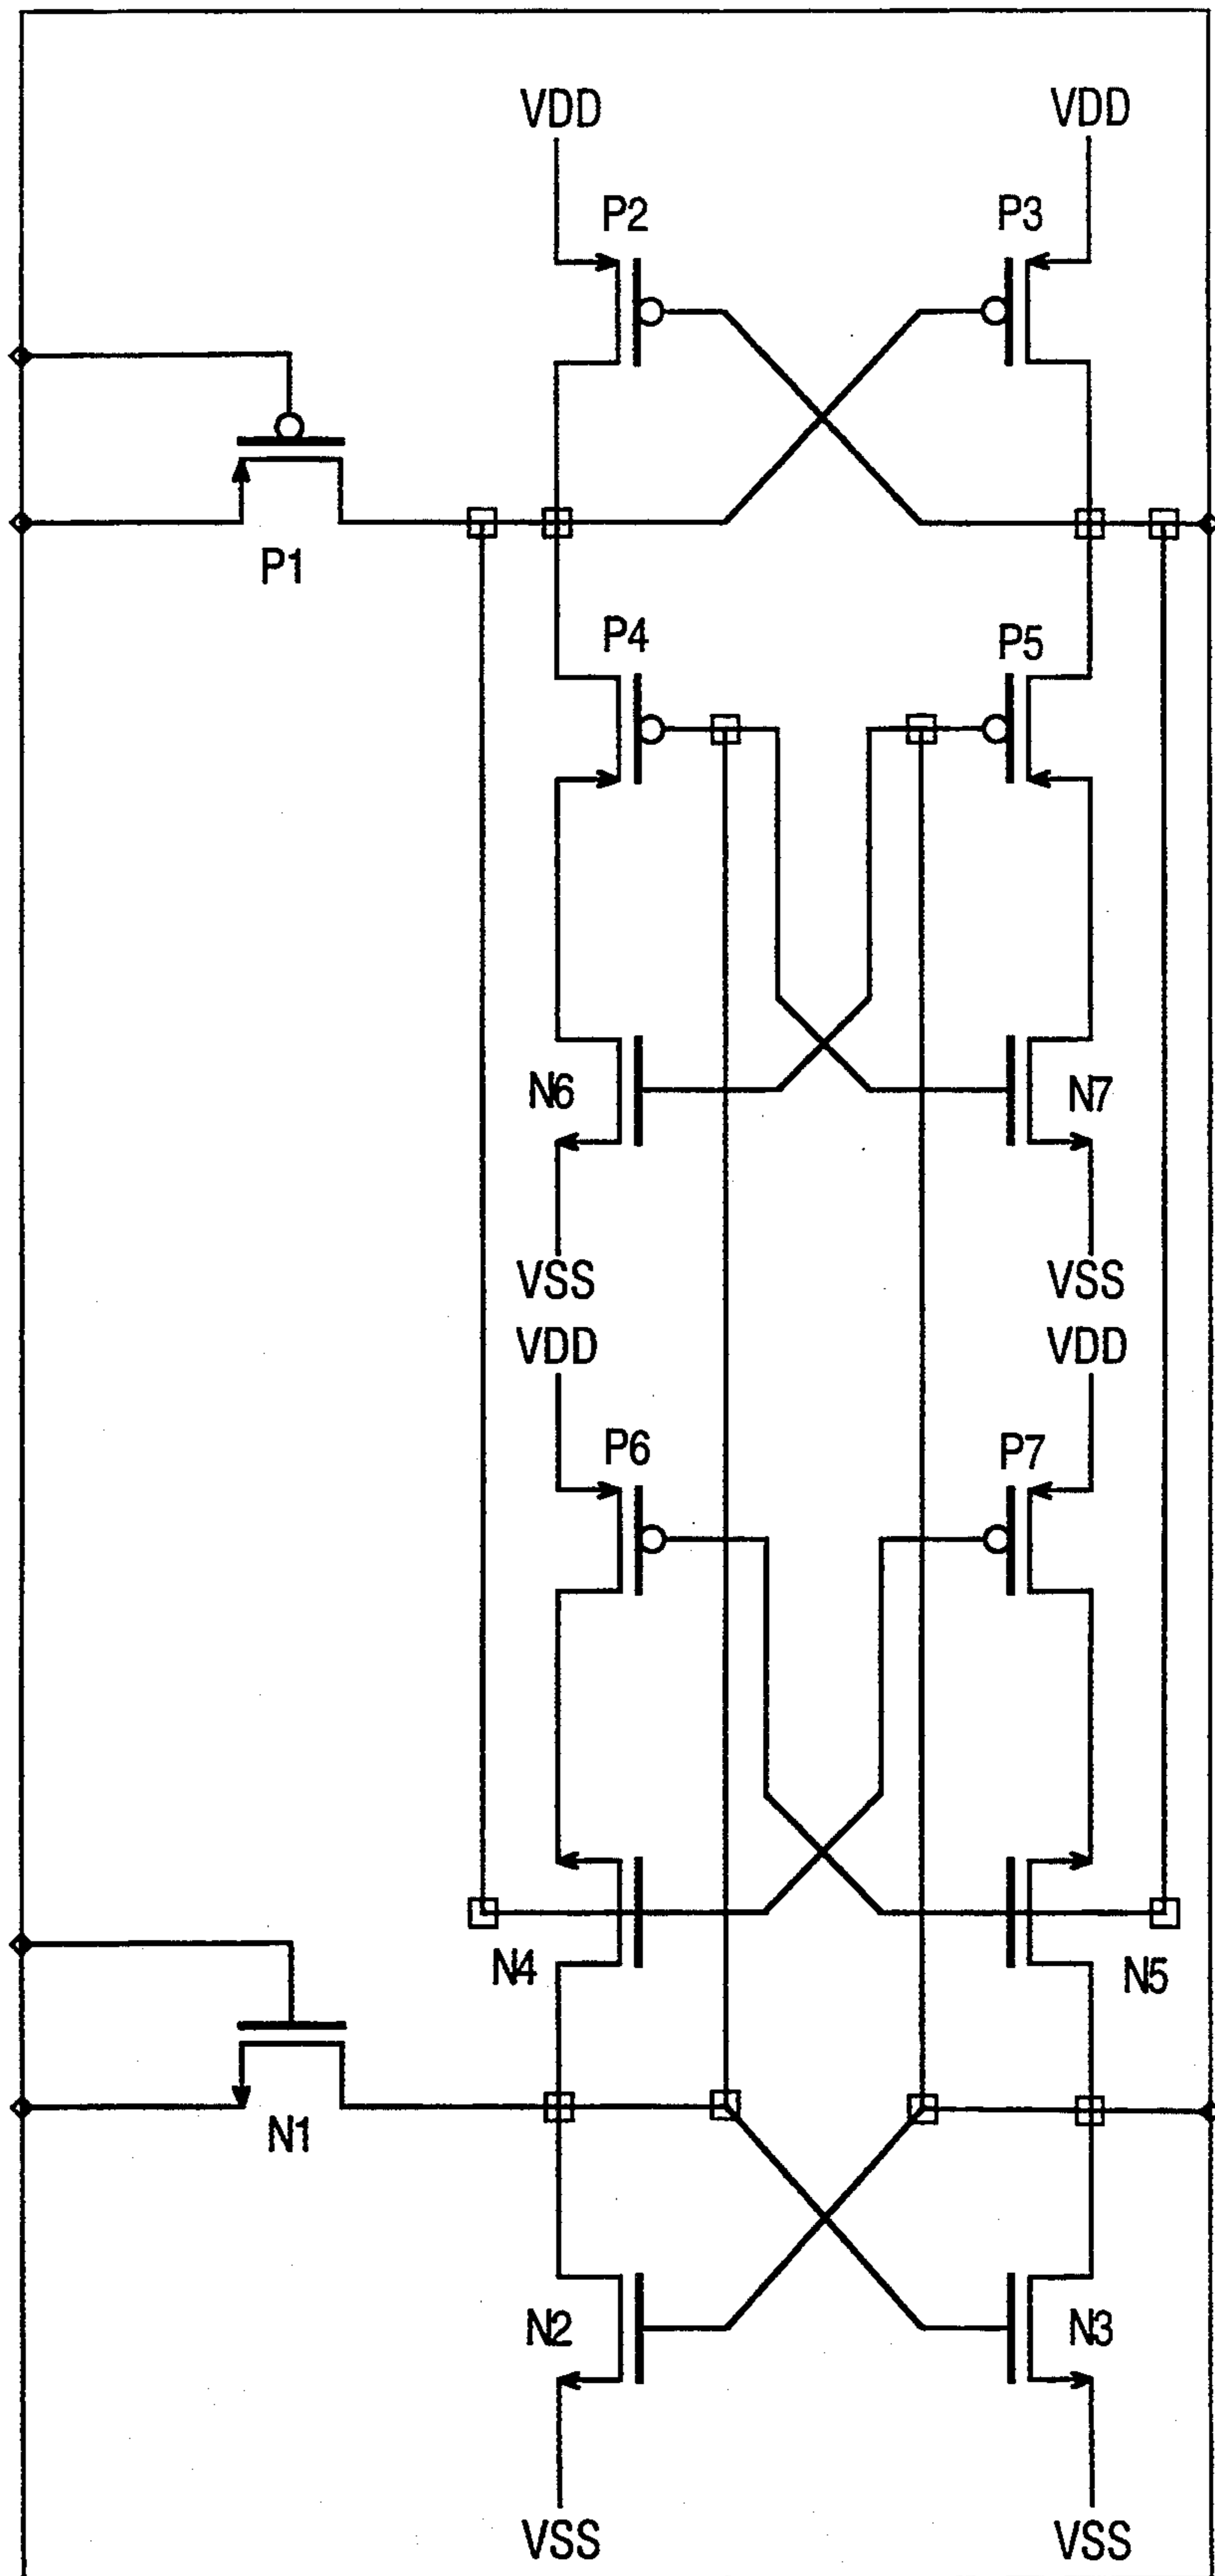 VDD VDD
P2 P3
P1
P4 P5
N6 N7
VSS VSS
VDD VDD
P6 P7
N4 N5
N1
N2 N3
VSS VSS